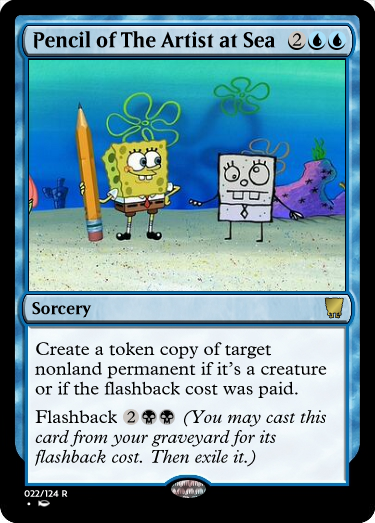 Pencil of The Artist at Sea 2
Sorcery
Create a token copy of target
nonland permanent if it's a creature
or if the flashback cost was paid.
Flashback 2 (You may cast this
card from your graveyard for its
flashback cost. Then exile it.)
022/124 R